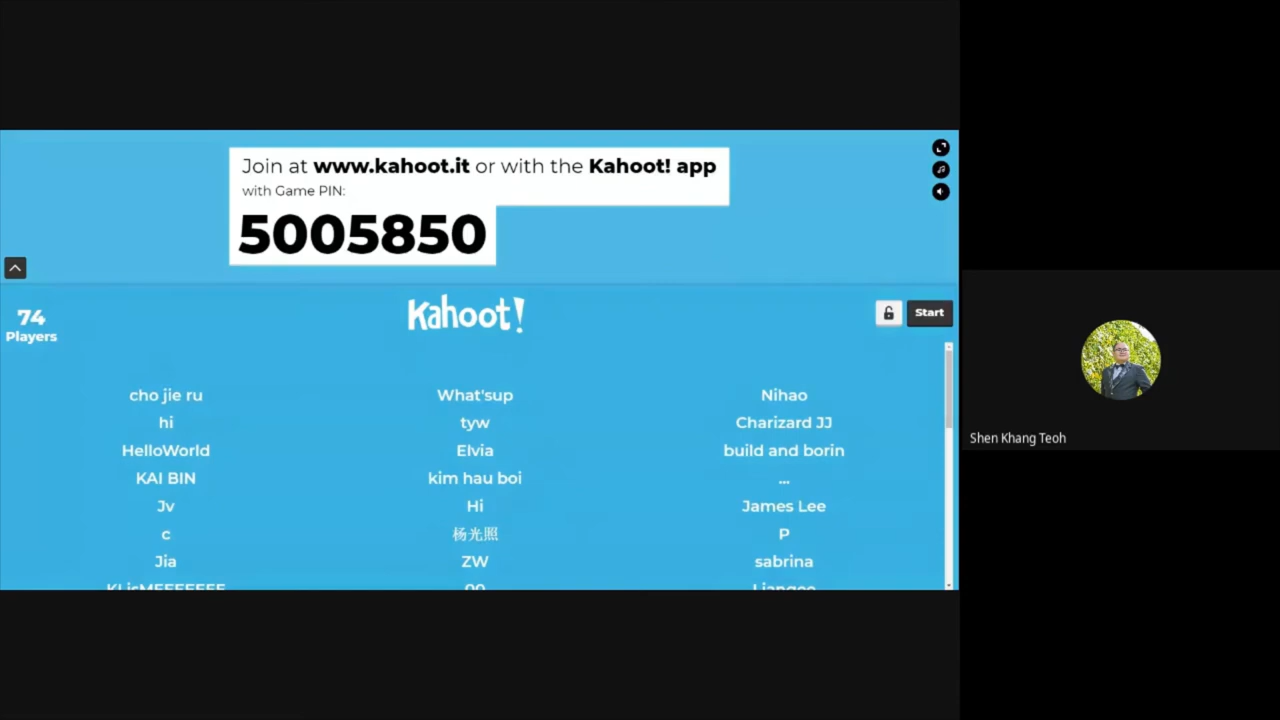 Join at www.kahoot.it or with the Kahoot! app
with Game PIN:
5005850
74
Players
Kahoot!
Start
cho jie ru
What'sup
Nihao
hi
tyw
Charizard JJ
HelloWorld
Elvia
build and borin
KAI BIN
kim hau boi
...
Jv
Hi
James Lee
c
杨光照
P
Jia
ZW
sabrina
Shen Khang Teoh